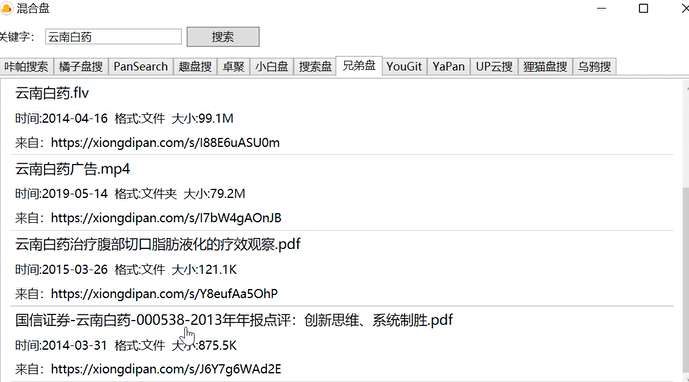 混合盘
关键字： 云南白药 搜索
咔帕搜索 橘子盘搜 PanSearch 趣盘搜 卓聚 小白盘 搜索盘 兄弟盘 YouGit YaPan UP云搜 狸猫盘搜 乌鸦搜
云南白药.flv
时间:2014-04-16 格式:文件 大小:99.1M
来自：https://xiongdipan.com/s/I88E6uASU0m
云南白药广告.mp4
时间:2019-05-14 格式:文件夹 大小:79.2M
来自：https://xiongdipan.com/s/I7bW4gAOnJB
云南白药治疗腹部切口脂肪液化的疗效观察.pdf
时间:2015-03-26 格式:文件 大小:121.1K
来自：https://xiongdipan.com/s/Y8eufAa5OhP
国信证券-云南白药-000538-2013年年报点评：创新思维、系统制胜.pdf
时间:2014-03-31 格式:文件 大小:875.5K
来自：https://xiongdipan.com/s/J6Y7g6WAd2E